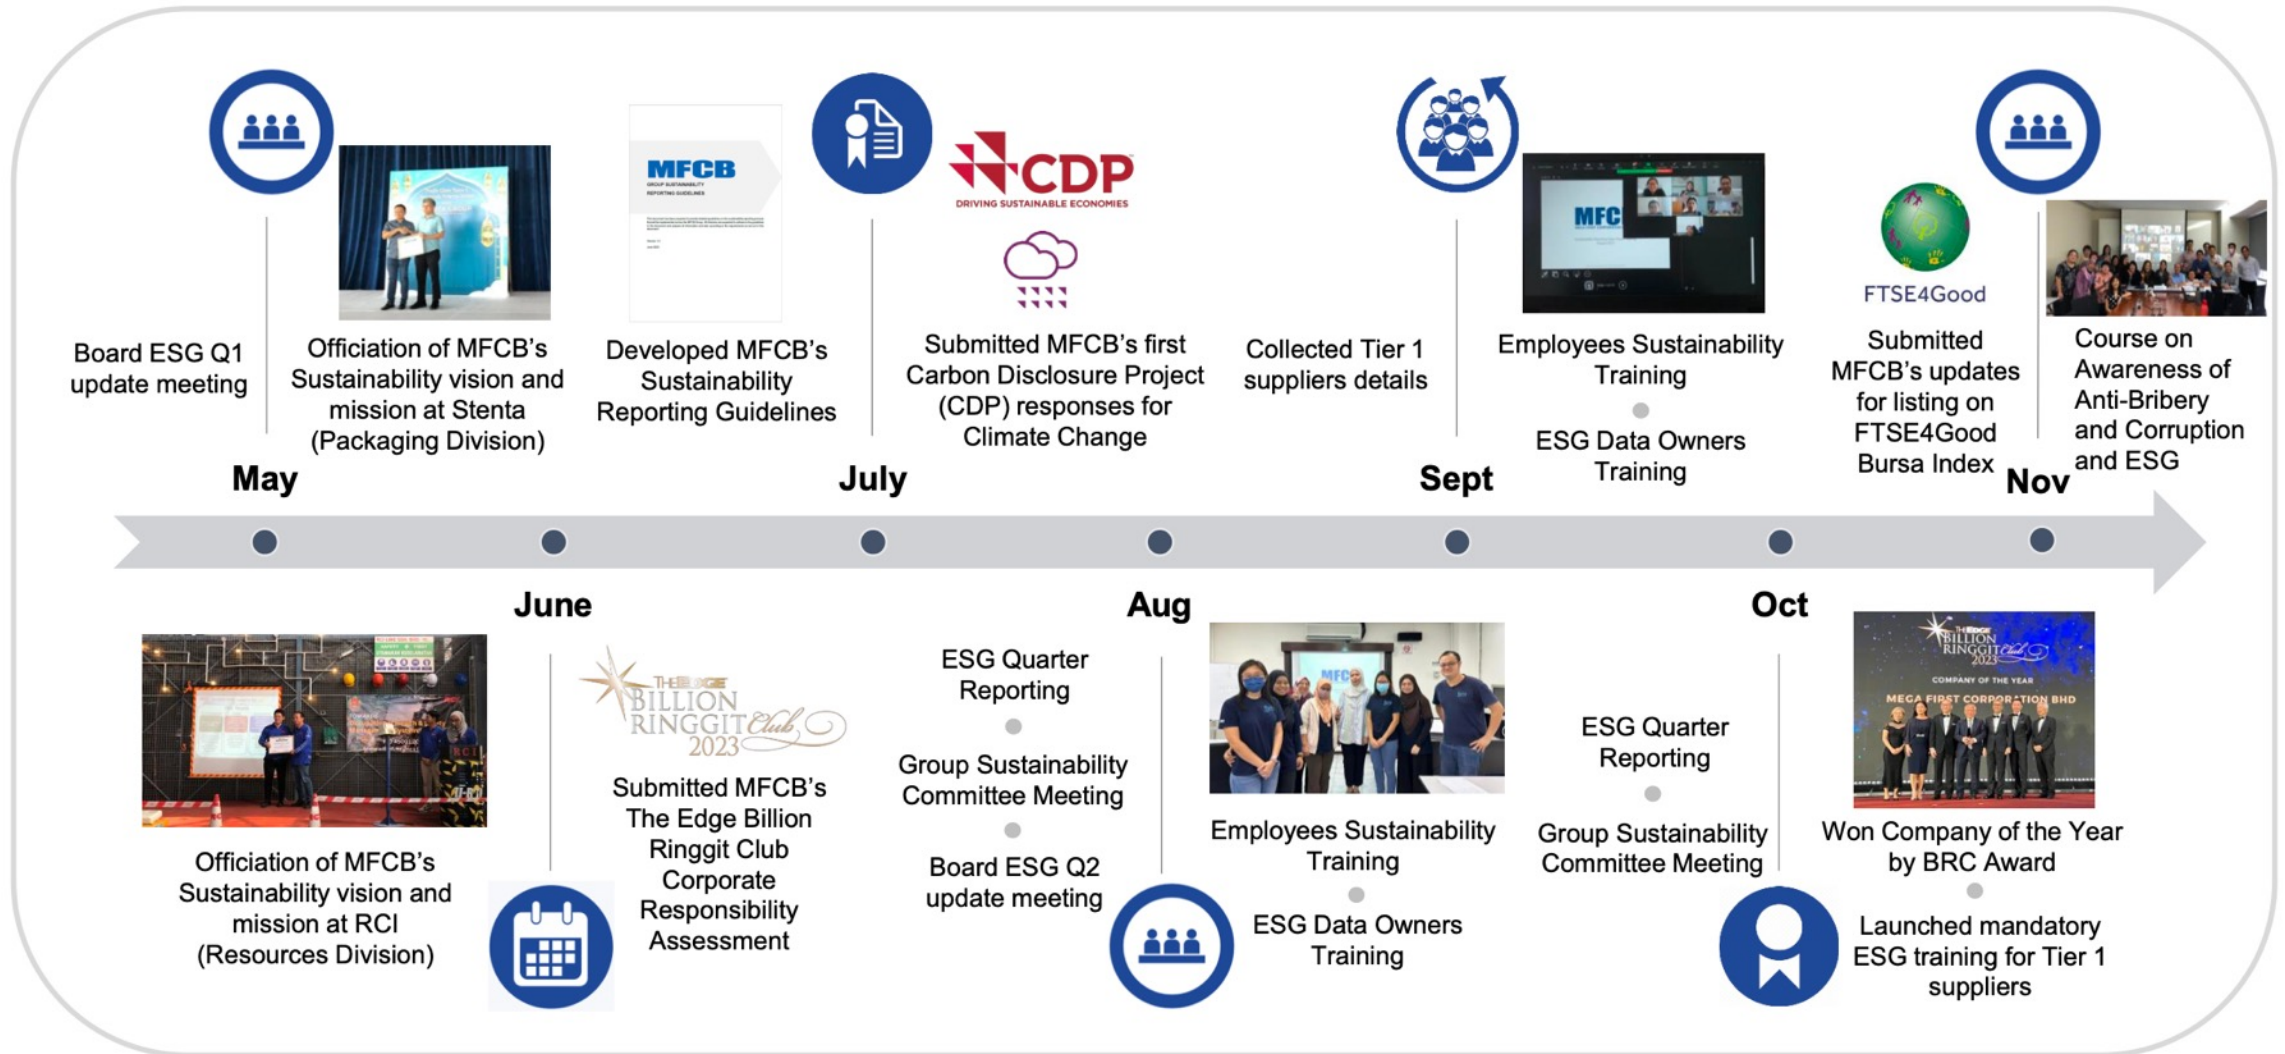 Board ESG Q1
update meeting
May
Officiation of MFCB's
Sustainability vision and
mission at Stenta
(Packaging Division)
MFCB
GROUP SUSTAINABILITY
REPORTING GUIDELINES
Developed MFCB's
Sustainability
Reporting Guidelines
July
CDP
DRIVING SUSTAINABLE ECONOMIES
Submitted MFCB's first
Carbon Disclosure Project
(CDP) responses for
Climate Change
Collected Tier 1
suppliers details
Sept
MFC
Employees Sustainability
Training
ESG Data Owners
Training
FTSE4Good
Submitted
MFCB's updates
for listing on
FTSE4Good
Bursa Index
Nov
Course on
Awareness of
Anti-Bribery
and Corruption
and ESG
Officiation of MFCB's
Sustainability vision and
mission at RCI
(Resources Division)
RCI
June
THE EDGE
BILLION
RINGGIT Club
2023
Submitted MFCB's
The Edge Billion
Ringgit Club
Corporate
Responsibility
Assessment
ESG Quarter
Reporting
Group Sustainability
Committee Meeting
Board ESG Q2
update meeting
Aug
MFC
Employees Sustainability
Training
ESG Data Owners
Training
ESG Quarter
Reporting
Group Sustainability
Committee Meeting
Oct
THE EDGE
BILLION
RINGGIT Club
2023
COMPANY OF THE YEAR
MEGA FIRST CORPORATION BHD
Won Company of the Year
by BRC Award
Launched mandatory
ESG training for Tier 1
suppliers